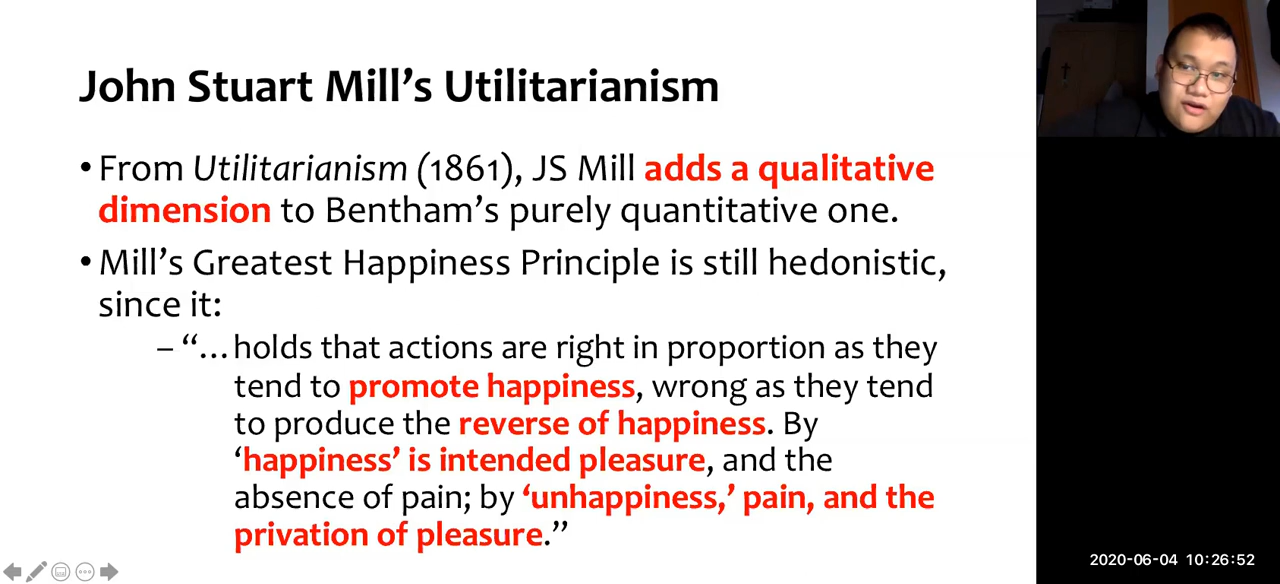 John Stuart Mill’s Utilitarianism
• From Utilitarianism (1861), JS Mill adds a qualitative
dimension to Bentham’s purely quantitative one.
• Mill’s Greatest Happiness Principle is still hedonistic,
since it:
– “…holds that actions are right in proportion as they
tend to promote happiness, wrong as they tend
to produce the reverse of happiness. By
‘happiness’ is intended pleasure, and the
absence of pain; by ‘unhappiness,’ pain, and the
privation of pleasure.”
2020-06-04 10:26:52